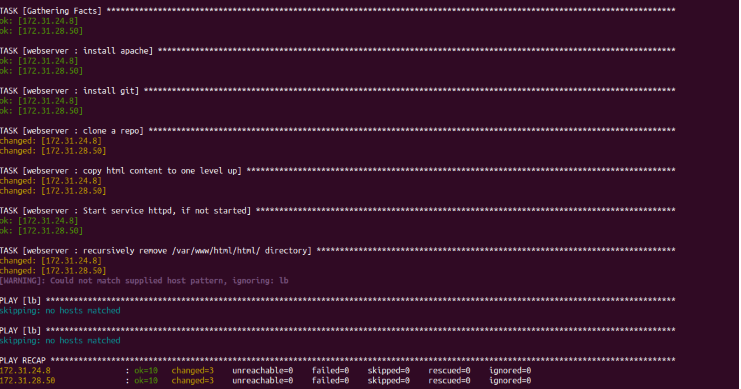 TASK [Gathering Facts] ************************************************************************************************************************
ok: [172.31.24.8]
ok: [172.31.28.50]
TASK [webserver : install apache] *************************************************************************************************************
ok: [172.31.24.8]
ok: [172.31.28.50]
TASK [webserver : install git] ****************************************************************************************************************
ok: [172.31.24.8]
ok: [172.31.28.50]
TASK [webserver : clone a repo] ***************************************************************************************************************
changed: [172.31.24.8]
changed: [172.31.28.50]
TASK [webserver : copy html content to one level up] ******************************************************************************************
changed: [172.31.24.8]
changed: [172.31.28.50]
TASK [webserver : Start service httpd, if not started] ****************************************************************************************
ok: [172.31.24.8]
ok: [172.31.28.50]
TASK [webserver : recursively remove /var/www/html/html/ directory] ***************************************************************************
changed: [172.31.24.8]
changed: [172.31.28.50]
[WARNING]: Could not match supplied host pattern, ignoring: lb
PLAY [lb] *************************************************************************************************************************************
skipping: no hosts matched
PLAY [lb] *************************************************************************************************************************************
skipping: no hosts matched
PLAY RECAP ************************************************************************************************************************************
172.31.24.8 : ok=10 changed=3 unreachable=0 failed=0 skipped=0 rescued=0 ignored=0
172.31.28.50 : ok=10 changed=3 unreachable=0 failed=0 skipped=0 rescued=0 ignored=0